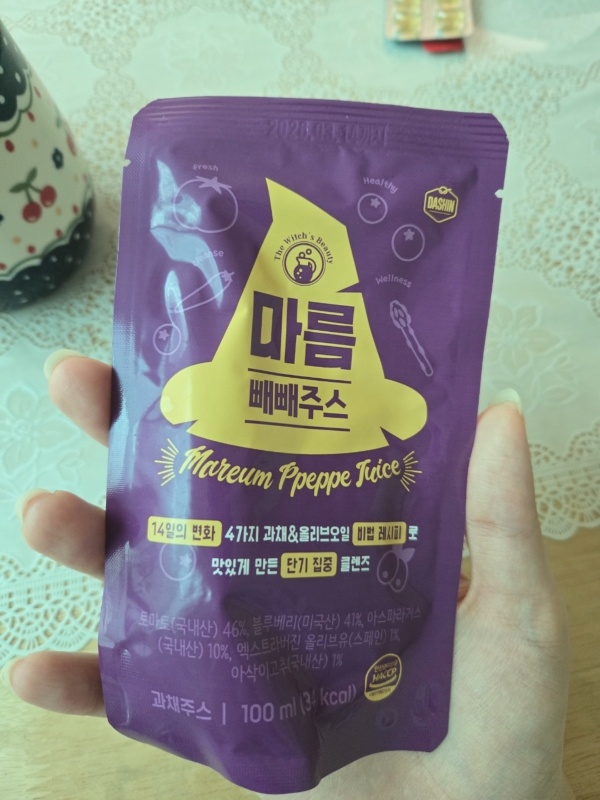 Fresh
Healthy
DASHIN
The Witch's Beauty
Wellness
마름
빼빼주스
Mareum Ppeppe Juice
14일의 변화 4가지 과채&올리브오일 비법 레시피 로
맛있게 만든 단기 집중 클렌즈
토마토(국내산) 46%, 블루베리(미국산) 41%, 아스파라거스
(국내산) 10%, 엑스트라버진 올리브유(스페인) 1%,
아삭이고추(국내산) 1%
HACCP
과채주스 | 100 ml (kcal)